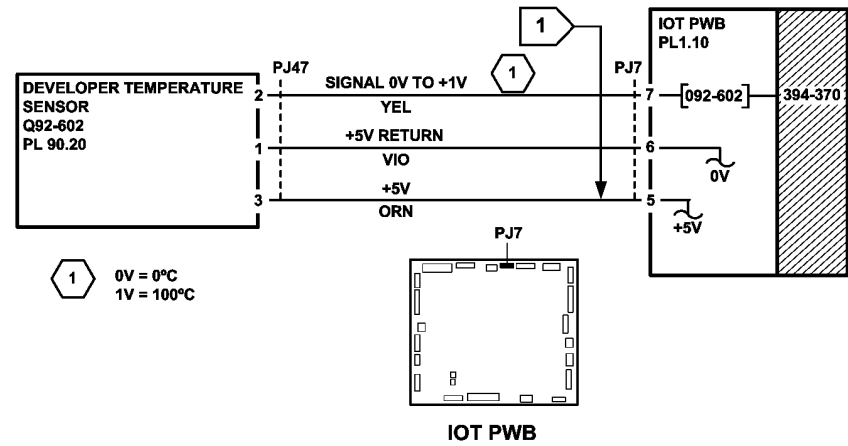 1
IOT PWB
PL1.10
PJ47
PJ7
1
DEVELOPER TEMPERATURE
SENSOR
Q92-602
PL 90.20
2
SIGNAL 0V TO +1V
YEL
7
[092-602]
394-370
1
+5V RETURN
VIO
6
0V
3
+5V
ORN
5
+5V
PJ7
1
0V = 0ºC
1V = 100ºC
IOT PWB